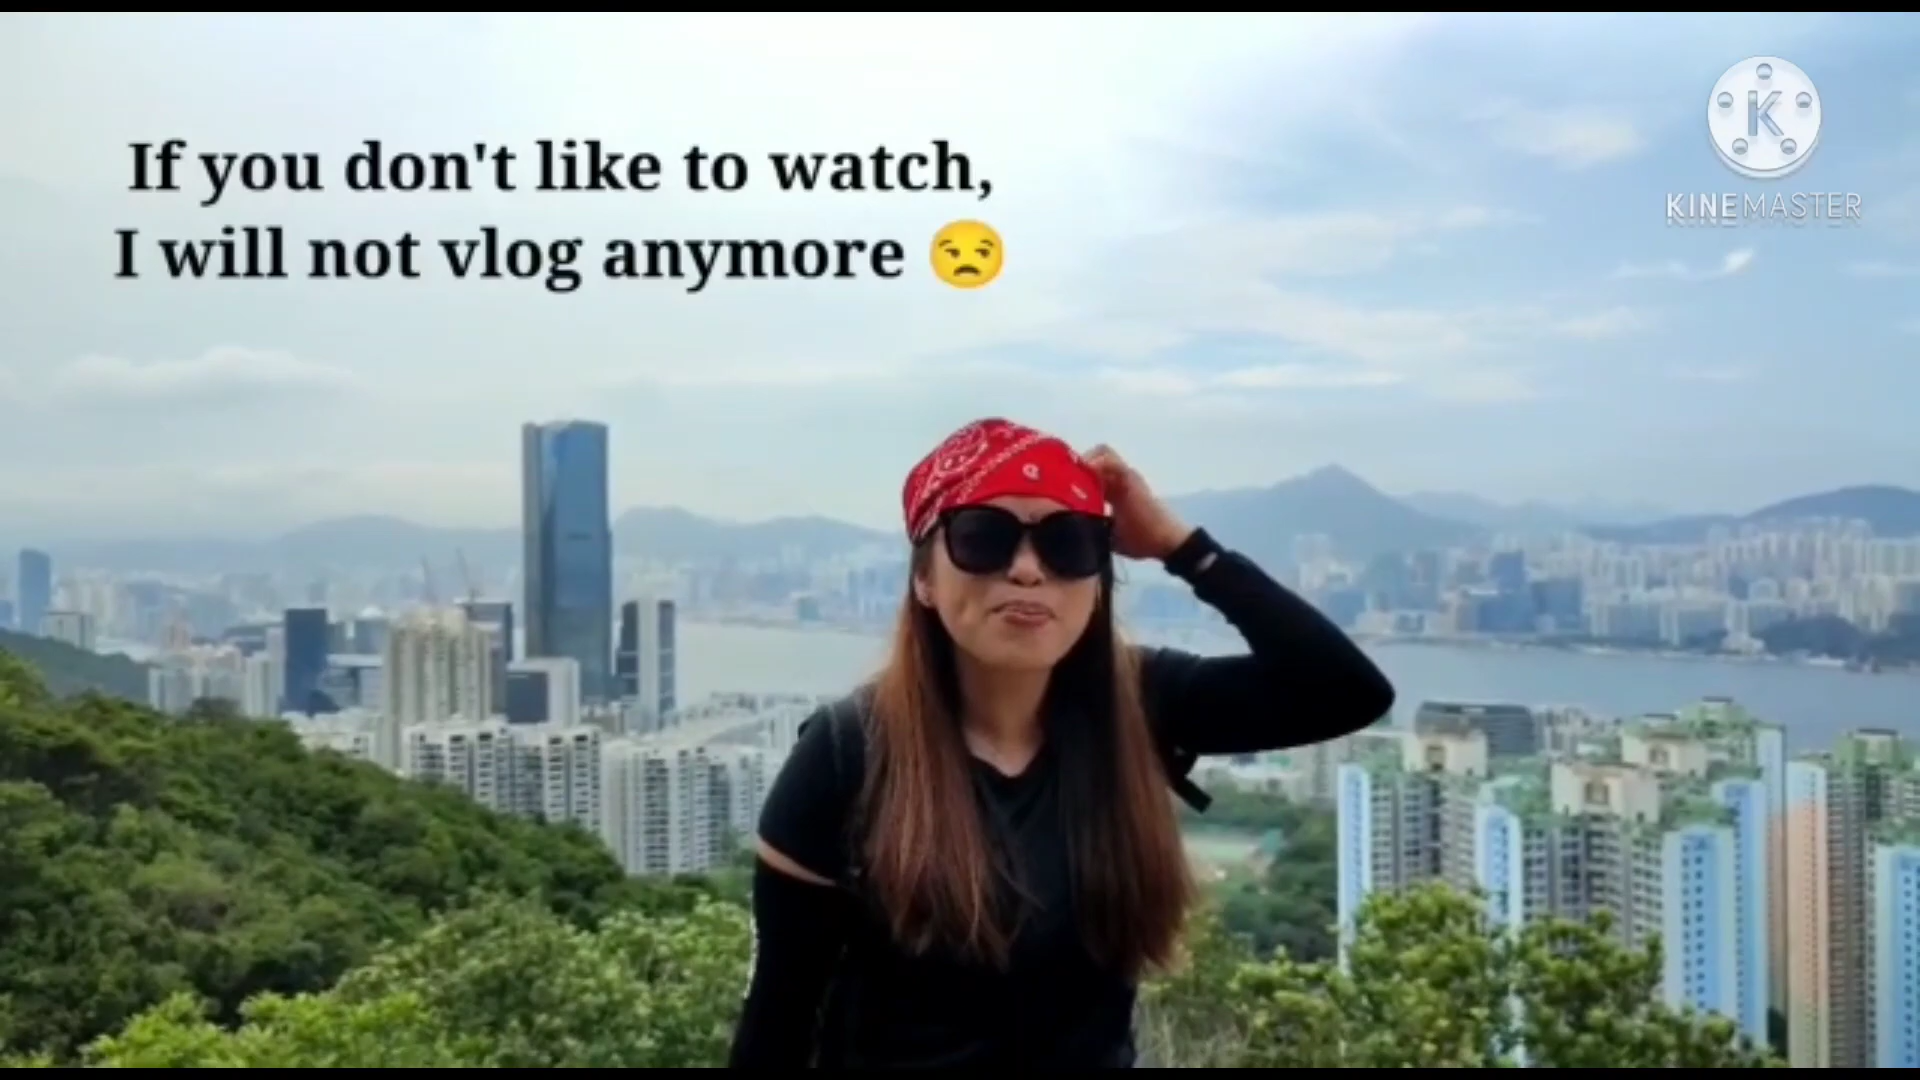 If you don't like to watch,
I will not vlog anymore 😒
K
KINEMASTER